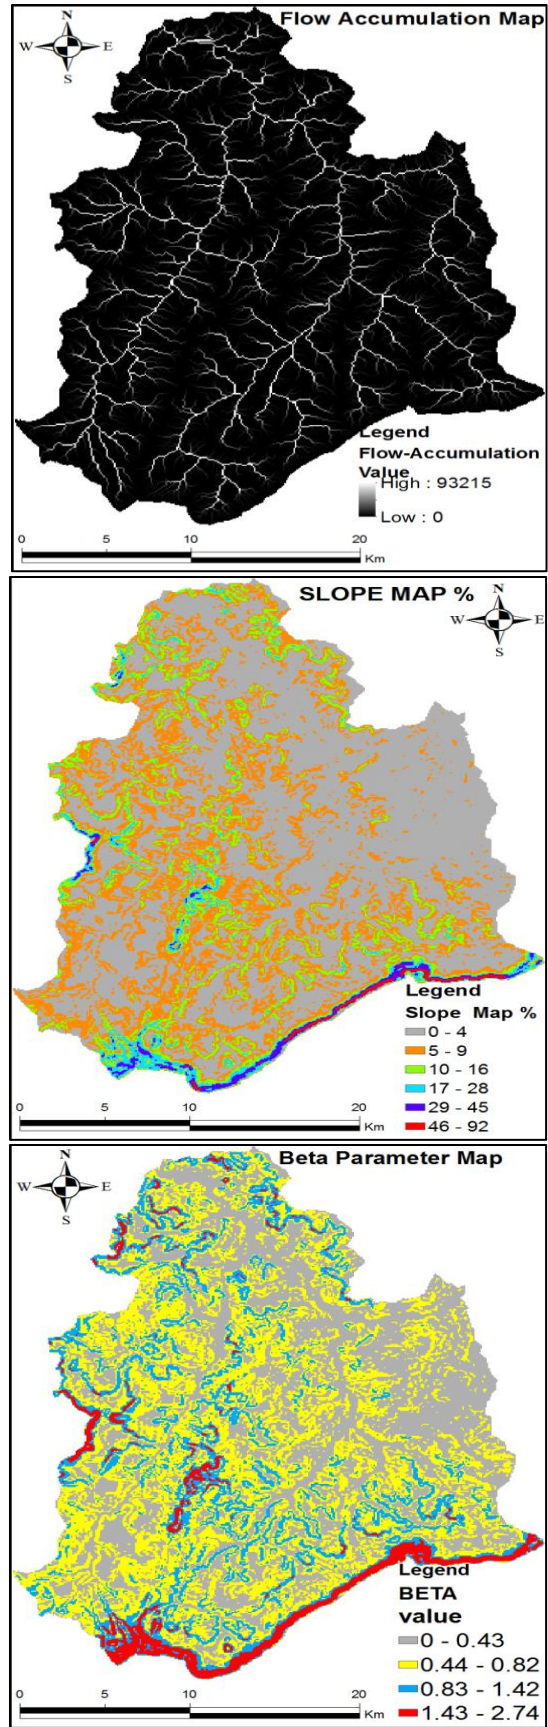 Flow Accumulation Map
N
W E
S
Legend
Flow-Accumulation
Value
High : 93215
Low : 0
0 5 10 20
Km
SLOPE MAP %
N
W E
S
Legend
Slope Map %
0 - 4
5 - 9
10 - 16
17 - 28
29 - 45
46 - 92
0 5 10 20
Km
Beta Parameter Map
N
W E
S
Legend
BETA
value
0 - 0.43
0.44 - 0.82
0.83 - 1.42
1.43 - 2.74
0 5 10 20
Km